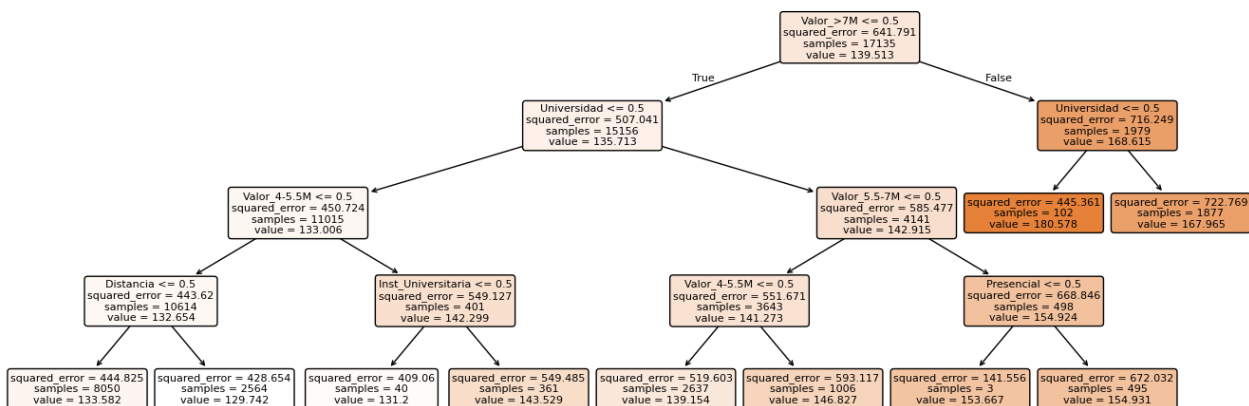 Valor_>7M <= 0.5
squared_error = 641.791
samples = 17135
value = 139.513
True
False
Universidad <= 0.5
squared_error = 507.041
samples = 15156
value = 135.713
Universidad <= 0.5
squared_error = 716.249
samples = 1979
value = 168.615
Valor_4-5.5M <= 0.5
squared_error = 450.724
samples = 11015
value = 133.006
Valor_5.5-7M <= 0.5
squared_error = 585.477
samples = 4141
value = 142.915
squared_error = 445.361
samples = 102
value = 180.578
squared_error = 722.769
samples = 1877
value = 167.965
Distancia <= 0.5
squared_error = 443.62
samples = 10614
value = 132.654
Inst_Universitaria <= 0.5
squared_error = 549.127
samples = 401
value = 142.299
Valor_4-5.5M <= 0.5
squared_error = 551.671
samples = 3643
value = 141.273
Presencial <= 0.5
squared_error = 668.846
samples = 498
value = 154.924
squared_error = 444.825
samples = 8050
value = 133.582
squared_error = 428.654
samples = 2564
value = 129.742
squared_error = 409.06
samples = 40
value = 131.2
squared_error = 549.485
samples = 361
value = 143.529
squared_error = 519.603
samples = 2637
value = 139.154
squared_error = 593.117
samples = 1006
value = 146.827
squared_error = 141.556
samples = 3
value = 153.667
squared_error = 672.032
samples = 495
value = 154.931